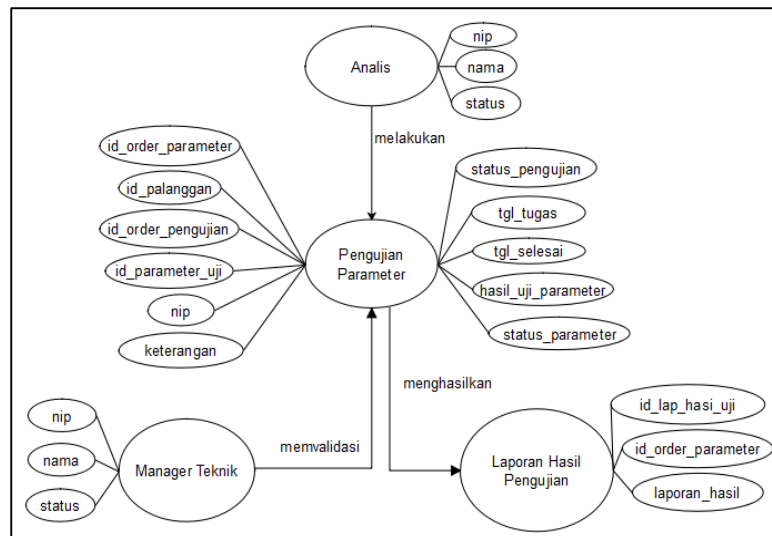 nip
nama
status
Analis
melakukan
id_order_parameter
id_palanggan
id_order_pengujian
id_parameter_uji
nip
keterangan
Pengujian
Parameter
status_pengujian
tgl_tugas
tgl_selesai
hasil_uji_parameter
status_parameter
menghasilkan
nip
nama
status
Manager Teknik
memvalidasi
Laporan Hasil
Pengujian
id_lap_hasi_uji
id_order_parameter
laporan_hasil